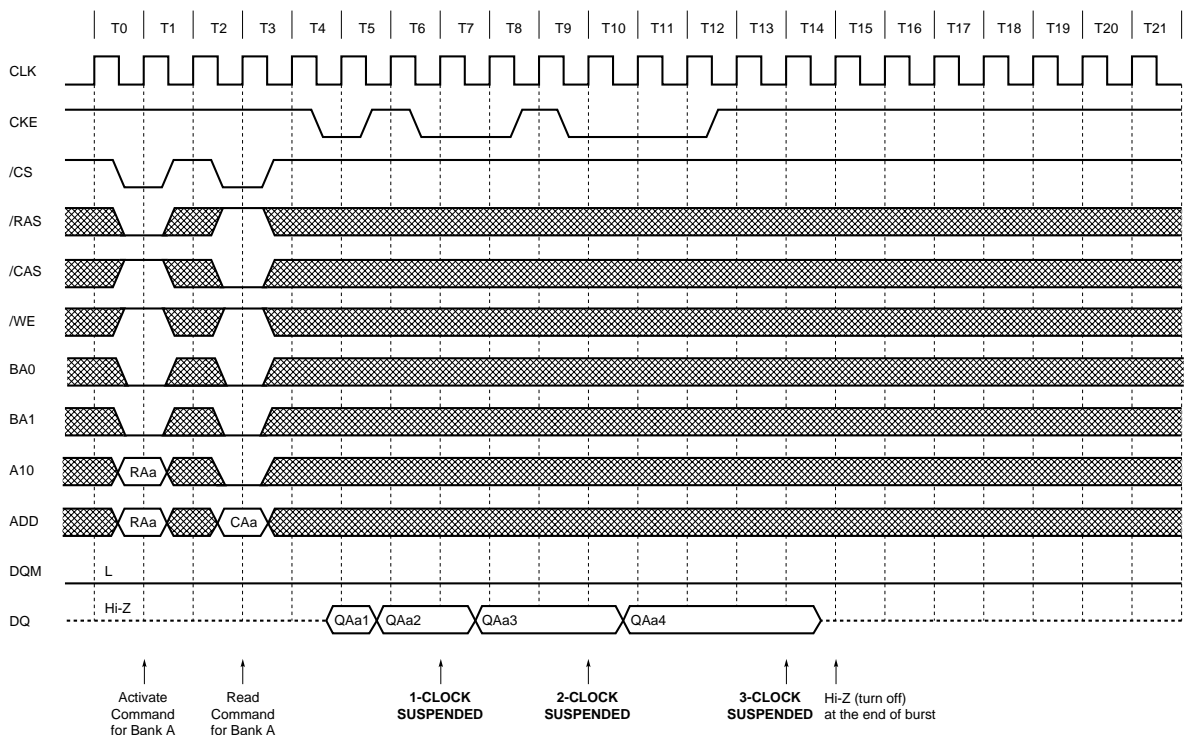 T0 T1 T2 T3 T4 T5 T6 T7 T8 T9 T10 T11 T12 T13 T14 T15 T16 T17 T18 T19 T20 T21
CLK
CKE
/CS
/RAS
/CAS
/WE
BA0
BA1
A10 RAa
ADD RAa CAa
DQM L
DQ Hi-Z QAa1 QAa2 QAa3 QAa4
Activate
Command
for Bank A
Read
Command
for Bank A
1-CLOCK
SUSPENDED
2-CLOCK
SUSPENDED
3-CLOCK
SUSPENDED
Hi-Z (turn off)
at the end of burst